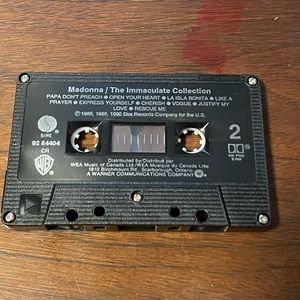 Madonna / The Immaculate Collection
PAPA DON'T PREACH • OPEN YOUR HEART • LA ISLA BONITA • LIKE A
PRAYER • EXPRESS YOURSELF • CHERISH • VOGUE • JUSTIFY MY
LOVE • RESCUE ME
℗ 1986, 1989, 1990 Sire Records Company for the U.S.
SIRE
92 64404
CR
2
Distributed by/Distribué par
WEA Music of Canada Ltd./WEA Musique du Canada Ltée
1810 Birchmount Rd., Scarborough, Ontario
A WARNER COMMUNICATIONS COMPANY